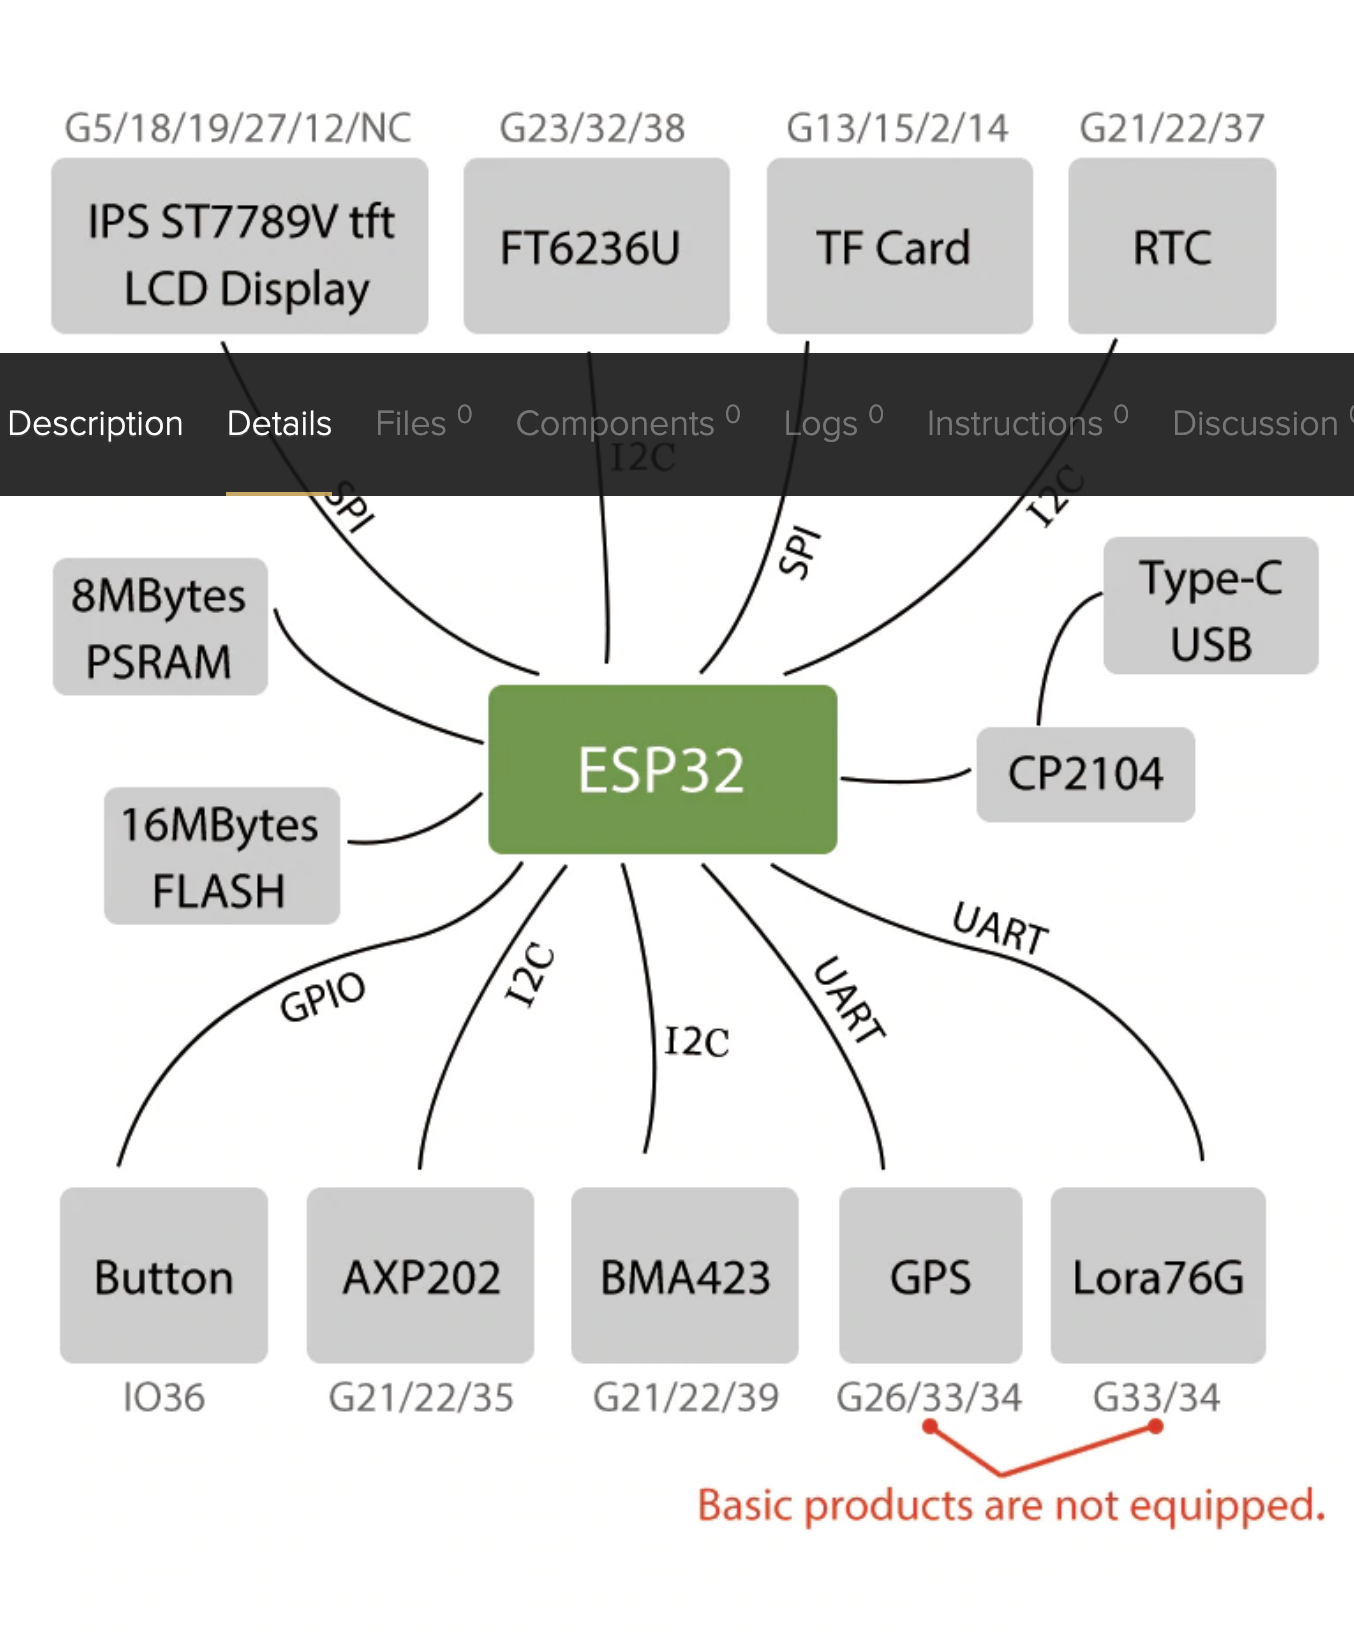 G5/18/19/27/12/NC
G23/32/38
G13/15/2/14
G21/22/37
IPS ST7789V tft
LCD Display
FT6236U
TF Card
RTC
Description
Details
Files 0
Components 0
Logs 0
Instructions 0
Discussion 0
I2C
SPI
SPI
I2C
8MBytes
PSRAM
Type-C
USB
ESP32
CP2104
16MBytes
FLASH
GPIO
I2C
I2C
UART
UART
Button
AXP202
BMA423
GPS
Lora76G
IO36
G21/22/35
G21/22/39
G26/33/34
G33/34
Basic products are not equipped.